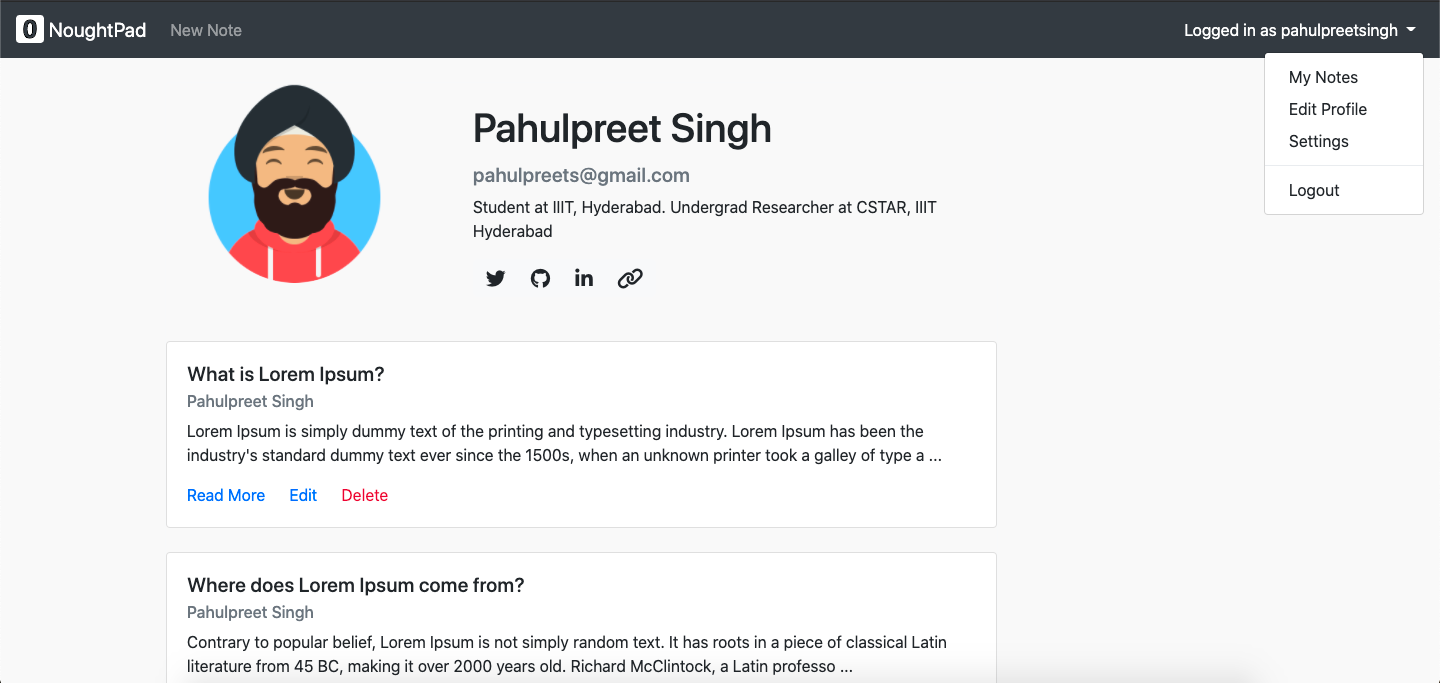 0 NoughtPad New Note Logged in as pahulpreetsingh
My Notes
Edit Profile
Settings
Logout
Pahulpreet Singh
pahulpreets@gmail.com
Student at IIIT, Hyderabad. Undergrad Researcher at CSTAR, IIIT
Hyderabad
What is Lorem Ipsum?
Pahulpreet Singh
Lorem Ipsum is simply dummy text of the printing and typesetting industry. Lorem Ipsum has been the
industry's standard dummy text ever since the 1500s, when an unknown printer took a galley of type a ...
Read More Edit Delete
Where does Lorem Ipsum come from?
Pahulpreet Singh
Contrary to popular belief, Lorem Ipsum is not simply random text. It has roots in a piece of classical Latin
literature from 45 BC, making it over 2000 years old. Richard McClintock, a Latin professo ...